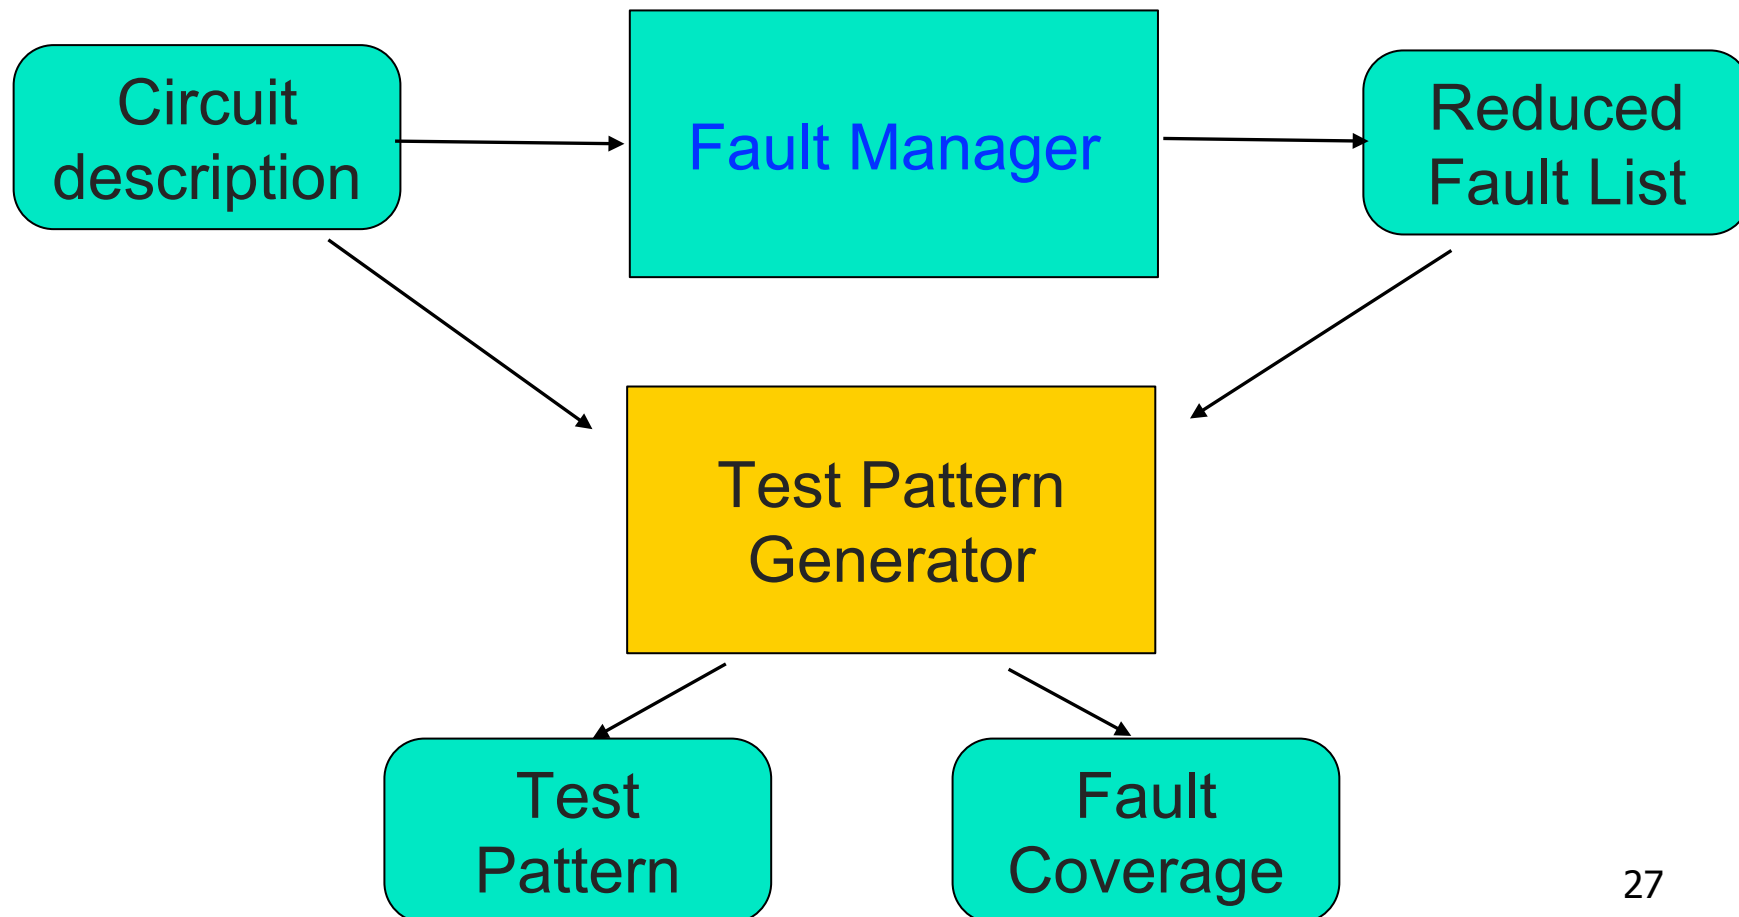 Circuit
description
Fault Manager
Reduced
Fault List
Test Pattern
Generator
Test
Pattern
Fault
Coverage
27